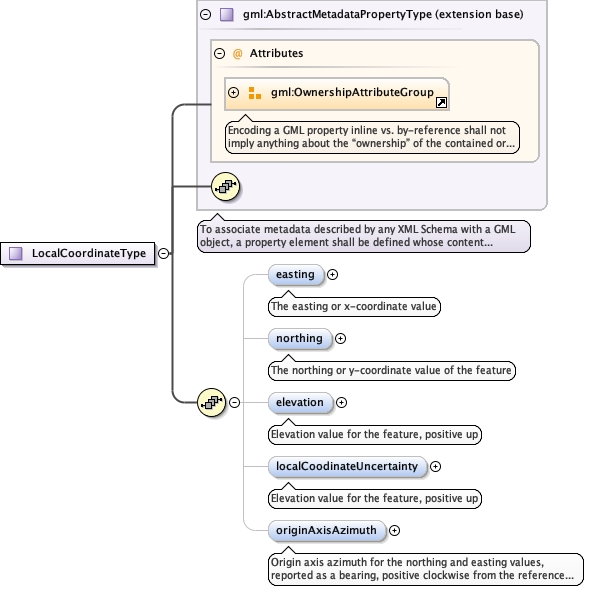 gml:AbstractMetadataPropertyType (extension base)
@ Attributes
gml:OwnershipAttributeGroup
Encoding a GML property inline vs. by-reference shall not
imply anything about the “ownership” of the contained or...
To associate metadata described by any XML Schema with a GML
object, a property element shall be defined whose content...
LocalCoordinateType
easting
The easting or x-coordinate value
northing
The northing or y-coordinate value of the feature
elevation
Elevation value for the feature, positive up
localCoodinateUncertainty
Elevation value for the feature, positive up
originAxisAzimuth
Origin axis azimuth for the northing and easting values,
reported as a bearing, positive clockwise from the reference...